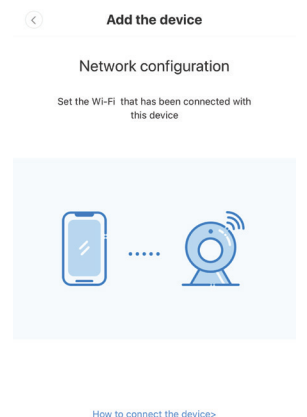 Add the device
Network configuration
Set the Wi-Fi that has been connected with
this device
How to connect the device>